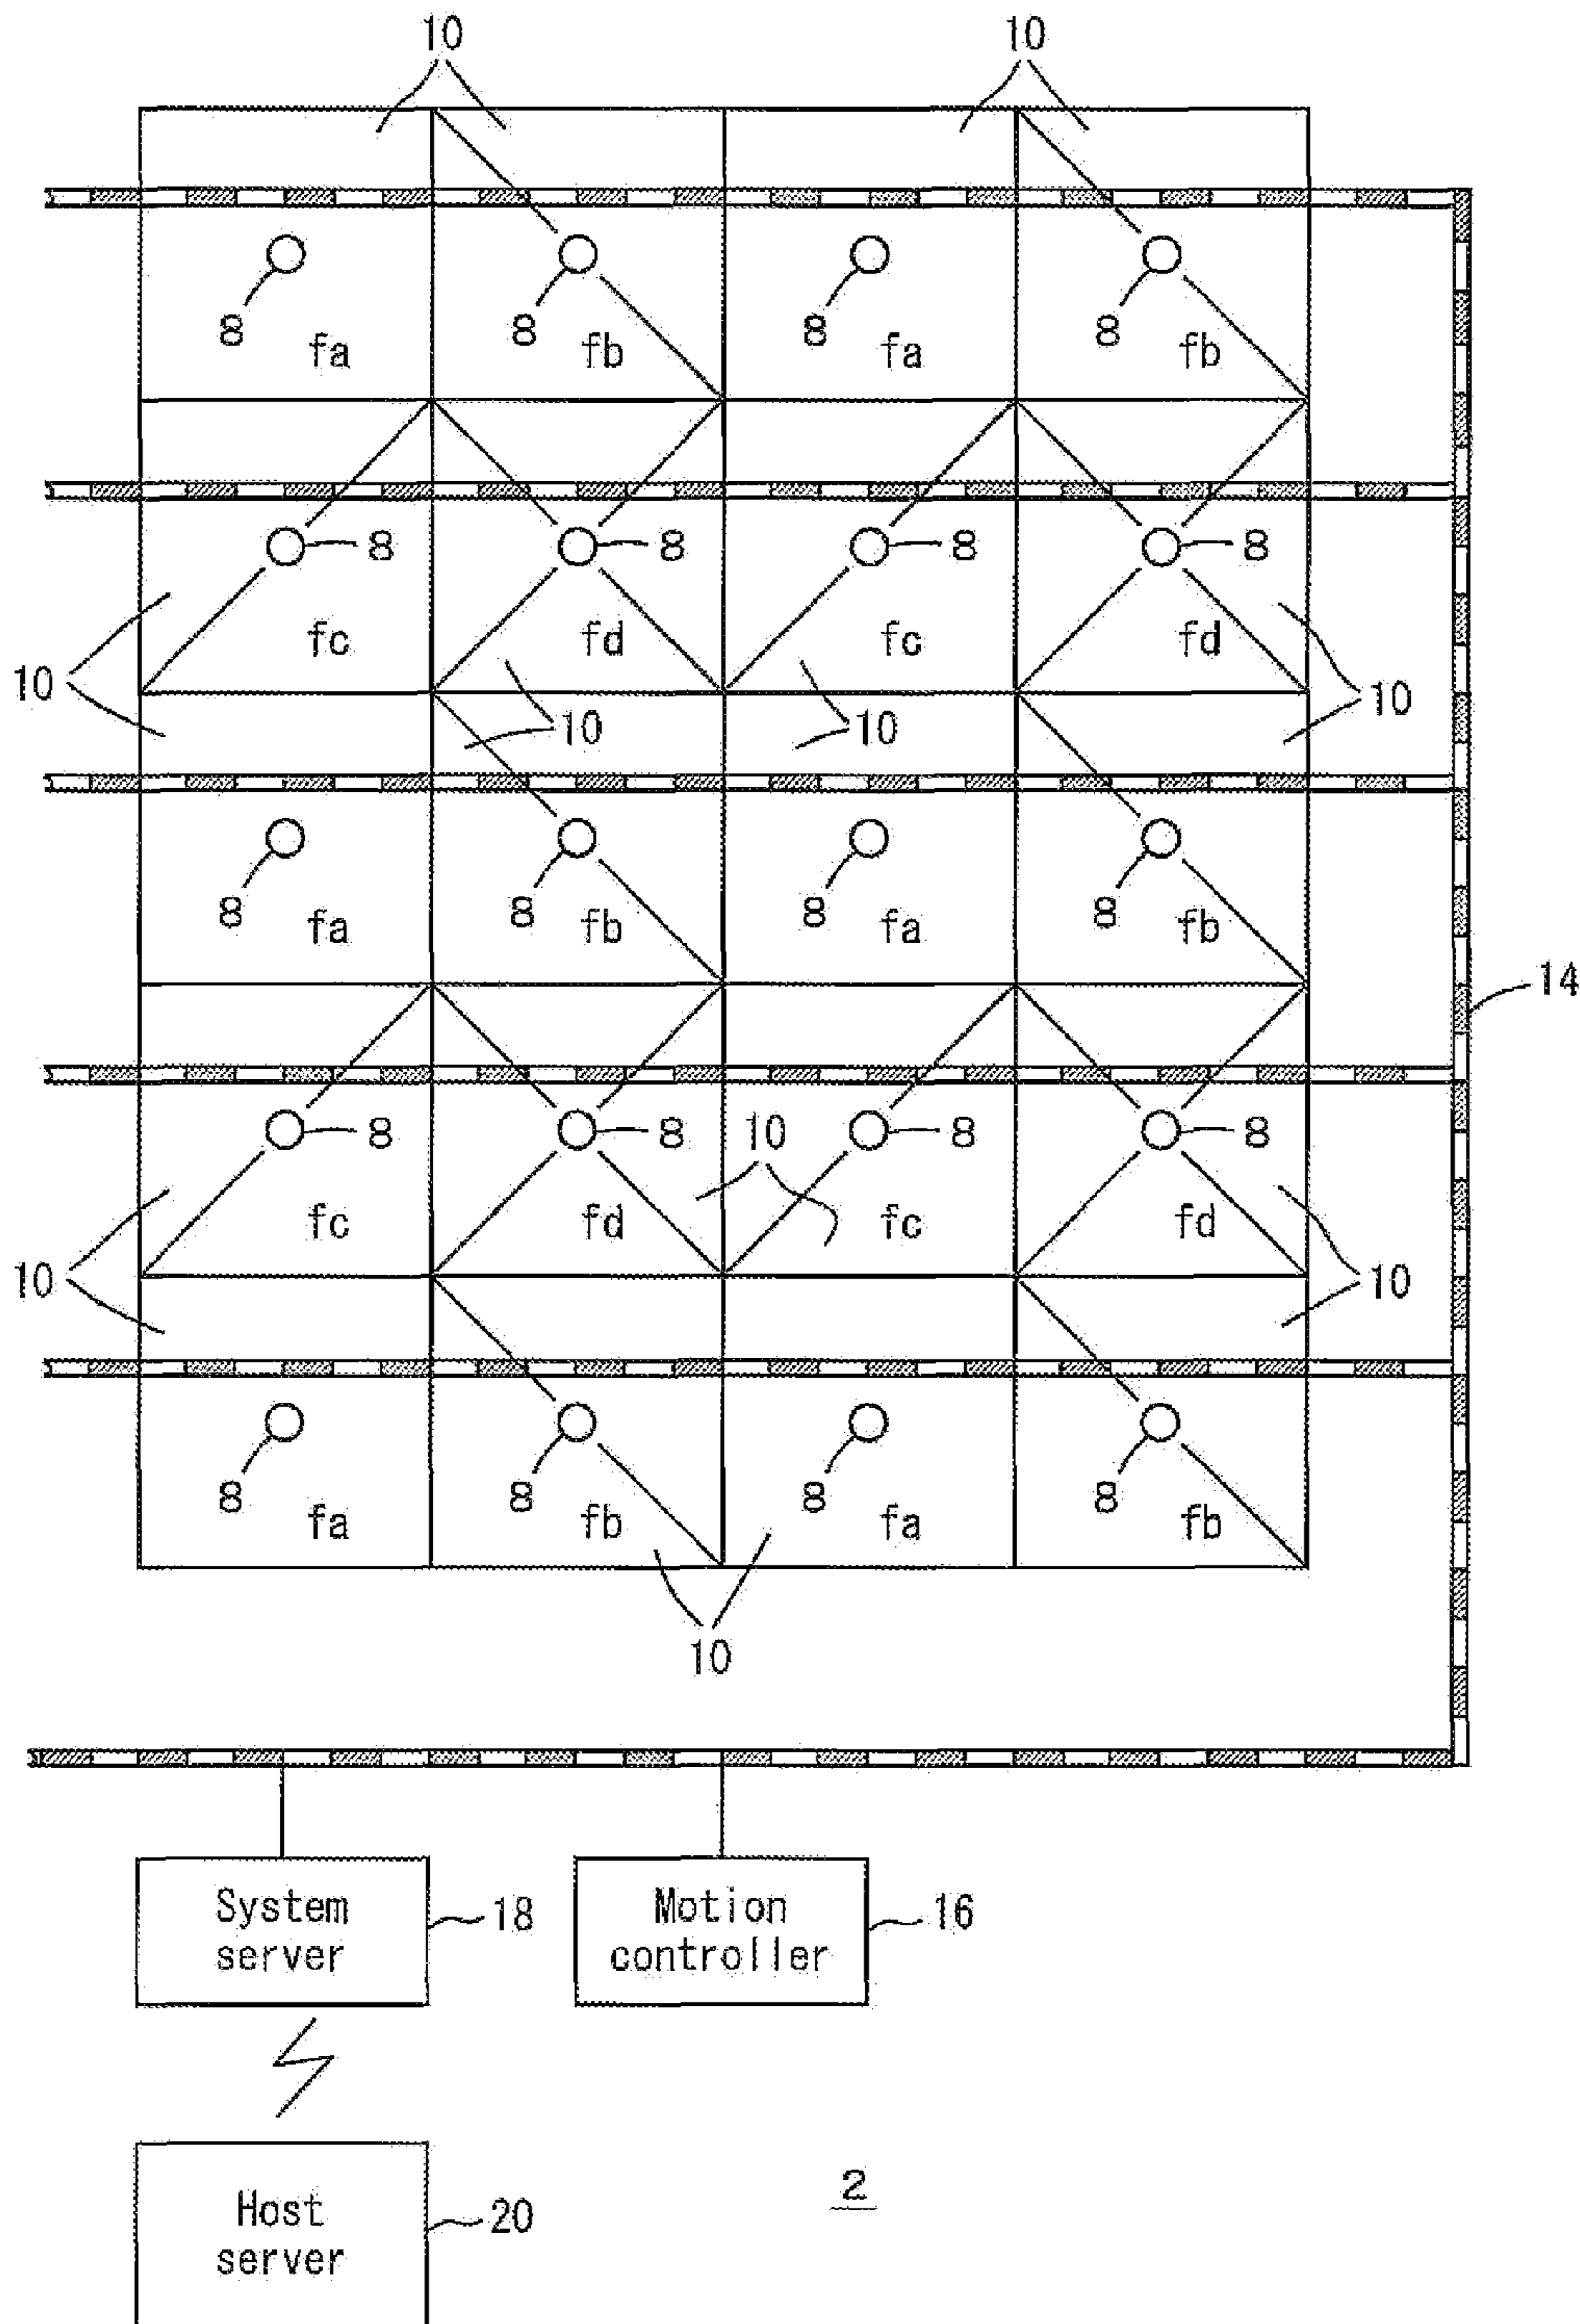 10 10
8 fa 8 fb 8 fa 8 fb
8 8 8 8
10 fc fd fc fd 10
10 10
8 fa 8 fb 8 fa 8 fb
14
8 8 10 8 8
10 fc fd fc fd 10
8 fa 8 fb 8 fa 8 fb
10
System
server
18
Motion
controller
16
2
Host
server
20